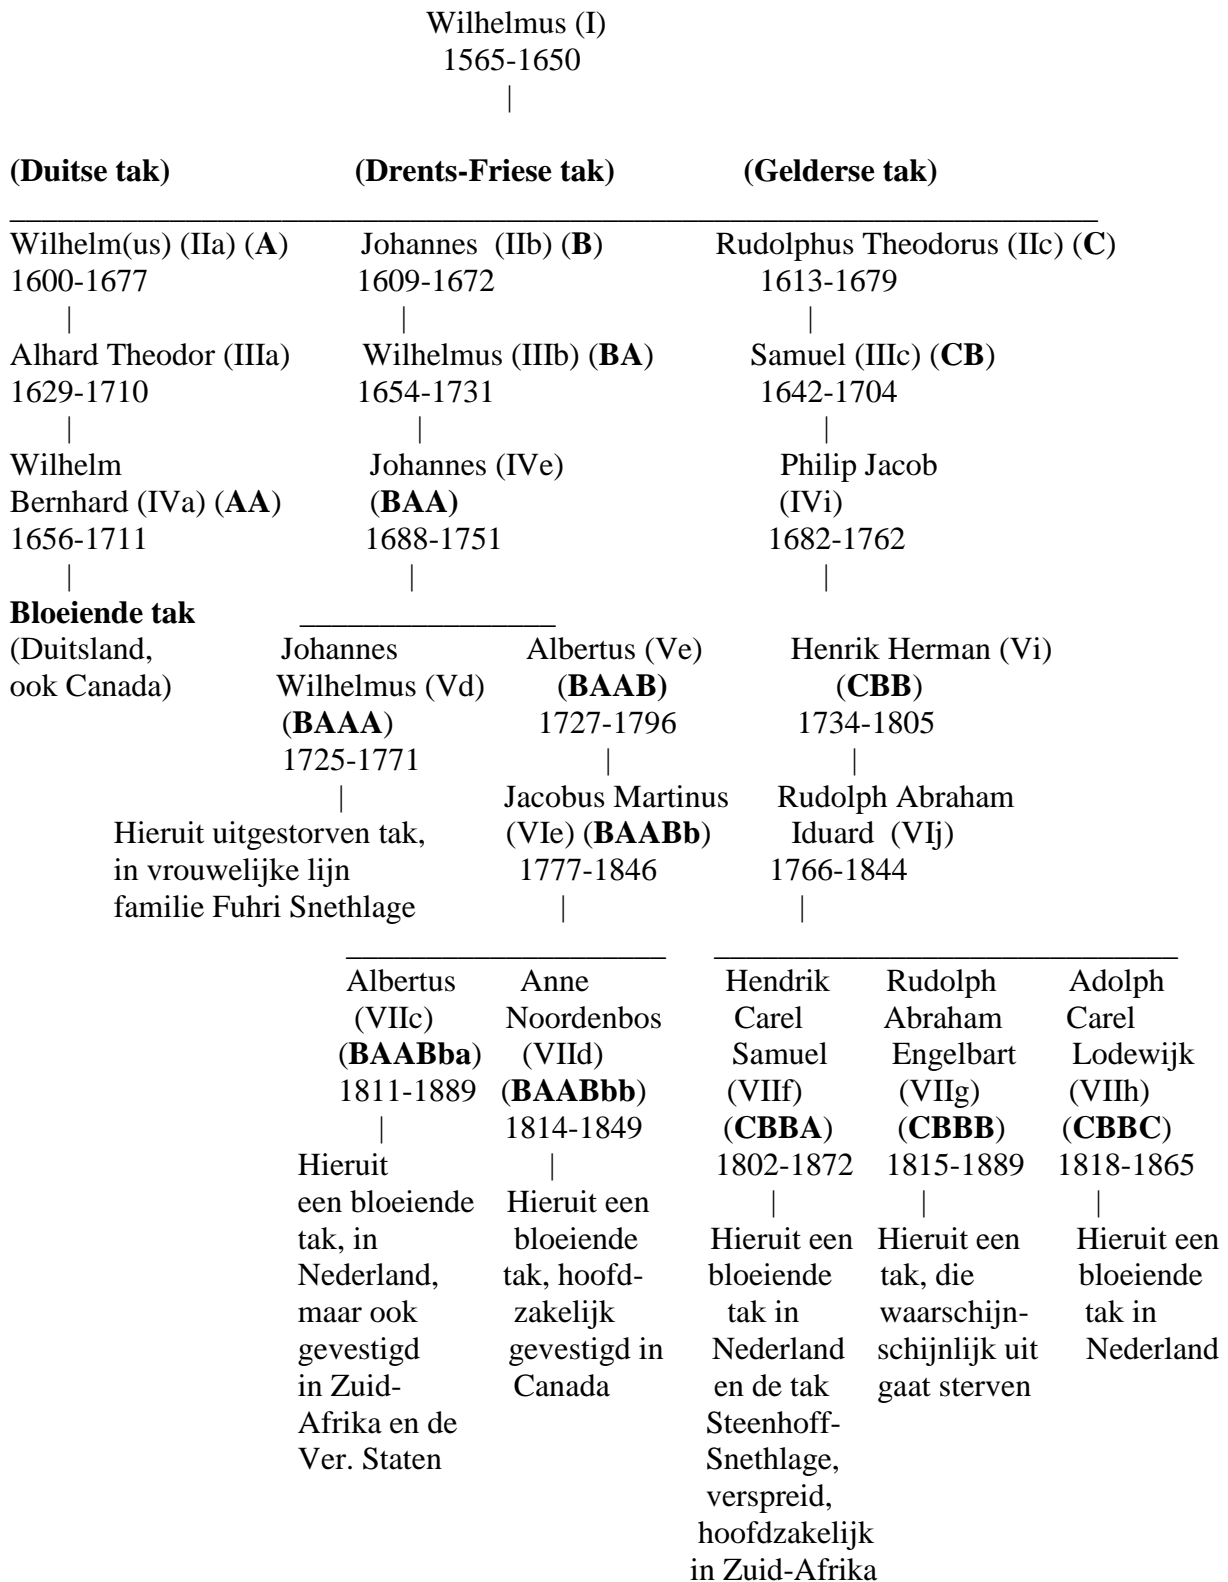 Wilhelmus (I)
1565-1650
|
(Duitse tak) (Drents-Friese tak) (Gelderse tak)
Wilhelm(us) (IIa) (A) Johannes (IIb) (B) Rudolphus Theodorus (IIc) (C)
1600-1677 1609-1672 1613-1679
| | |
Alhard Theodor (IIIa) Wilhelmus (IIIb) (BA) Samuel (IIIc) (CB)
1629-1710 1654-1731 1642-1704
| | |
Wilhelm Johannes (IVe) Philip Jacob
Bernhard (IVa) (AA) (BAA) (IVi)
1656-1711 1688-1751 1682-1762
| | |
Bloeiende tak
(Duitsland, Johannes Albertus (Ve) Henrik Herman (Vi)
ook Canada) Wilhelmus (Vd) (BAAB) (CBB)
(BAAA) 1727-1796 1734-1805
1725-1771 | |
| Jacobus Martinus Rudolph Abraham
Hieruit uitgestorven tak, (VIe) (BAABb) Iduard (VIj)
in vrouwelijke lijn 1777-1846 1766-1844
familie Fuhri Snethlage | |
Albertus Anne Hendrik Rudolph Adolph
(VIIc) Noordenbos Carel Abraham Carel
(BAABba) (VIId) Samuel Engelbart Lodewijk
1811-1889 (BAABbb) (VIIf) (VIIg) (VIIh)
| 1814-1849 (CBBA) (CBBB) (CBBC)
Hieruit | 1802-1872 1815-1889 1818-1865
een bloeiende Hieruit een | | |
tak, in bloeiende Hieruit een Hieruit een Hieruit een
Nederland, tak, hoofd- bloeiende tak, die bloeiende
maar ook zakelijk tak in waarschijn- tak in
gevestigd gevestigd in Nederland schijnlijk uit Nederland
in Zuid- Canada en de tak gaat sterven
Afrika en de Steenhoff-
Ver. Staten Snethlage,
verspreid,
hoofdzakelijk
in Zuid-Afrika